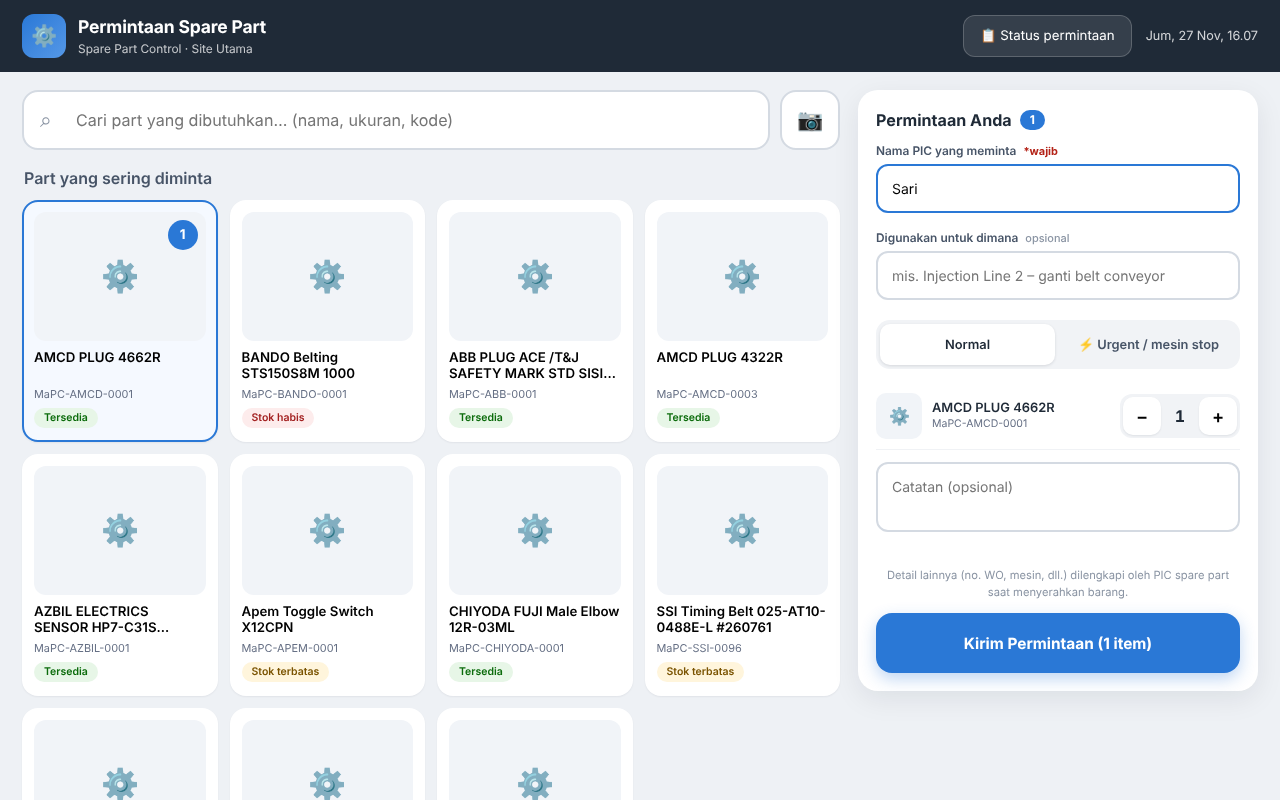 Permintaan Spare Part
Spare Part Control · Site Utama
Status permintaan
Jum, 27 Nov, 16.07
Cari part yang dibutuhkan... (nama, ukuran, kode)
Part yang sering diminta
1
AMCD PLUG 4662R
MaPC-AMCD-0001
Tersedia
BANDO Belting
STS150S8M 1000
MaPC-BANDO-0001
Stok habis
ABB PLUG ACE /T&J
SAFETY MARK STD SISI...
MaPC-ABB-0001
Tersedia
AMCD PLUG 4322R
MaPC-AMCD-0003
Tersedia
AZBIL ELECTRICS
SENSOR HP7-C31S...
MaPC-AZBIL-0001
Tersedia
Apem Toggle Switch
X12CPN
MaPC-APEM-0001
Stok terbatas
CHIYODA FUJI Male Elbow
12R-03ML
MaPC-CHIYODA-0001
Tersedia
SSI Timing Belt 025-AT10-
0488E-L #260761
MaPC-SSI-0096
Stok terbatas
Permintaan Anda 1
Nama PIC yang meminta *wajib
Sari
Digunakan untuk dimana opsional
mis. Injection Line 2 – ganti belt conveyor
Normal
⚡ Urgent / mesin stop
AMCD PLUG 4662R
MaPC-AMCD-0001
− 1 +
Catatan (opsional)
Detail lainnya (no. WO, mesin, dll.) dilengkapi oleh PIC spare part
saat menyerahkan barang.
Kirim Permintaan (1 item)